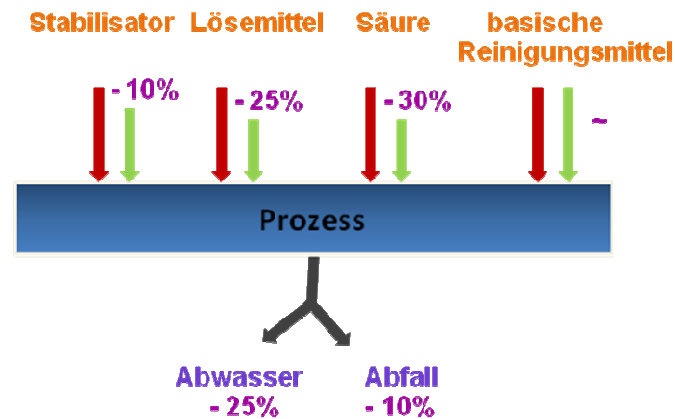 Stabilisator Lösemittel Säure basische
Reinigungsmittel
- 10% - 25% - 30% ~
Prozess
Abwasser Abfall
- 25% - 10%